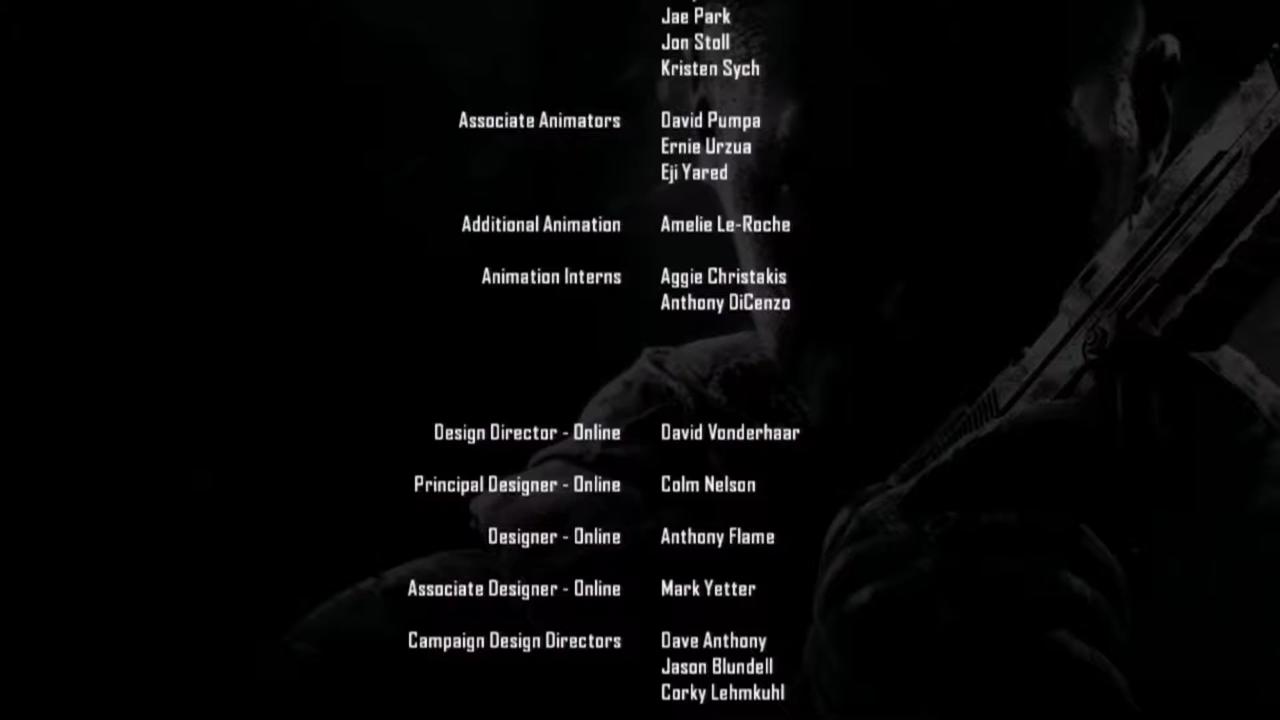 Jae Park
Jon Stoll
Kristen Sych
Associate Animators David Pumpa
Ernie Urzua
Eji Yared
Additional Animation Amelie Le-Roche
Animation Interns Aggie Christakis
Anthony DiCenzo
Design Director - Online David Vonderhaar
Principal Designer - Online Colm Nelson
Designer - Online Anthony Flame
Associate Designer - Online Mark Yetter
Campaign Design Directors Dave Anthony
Jason Blundell
Corky Lehmkuhl